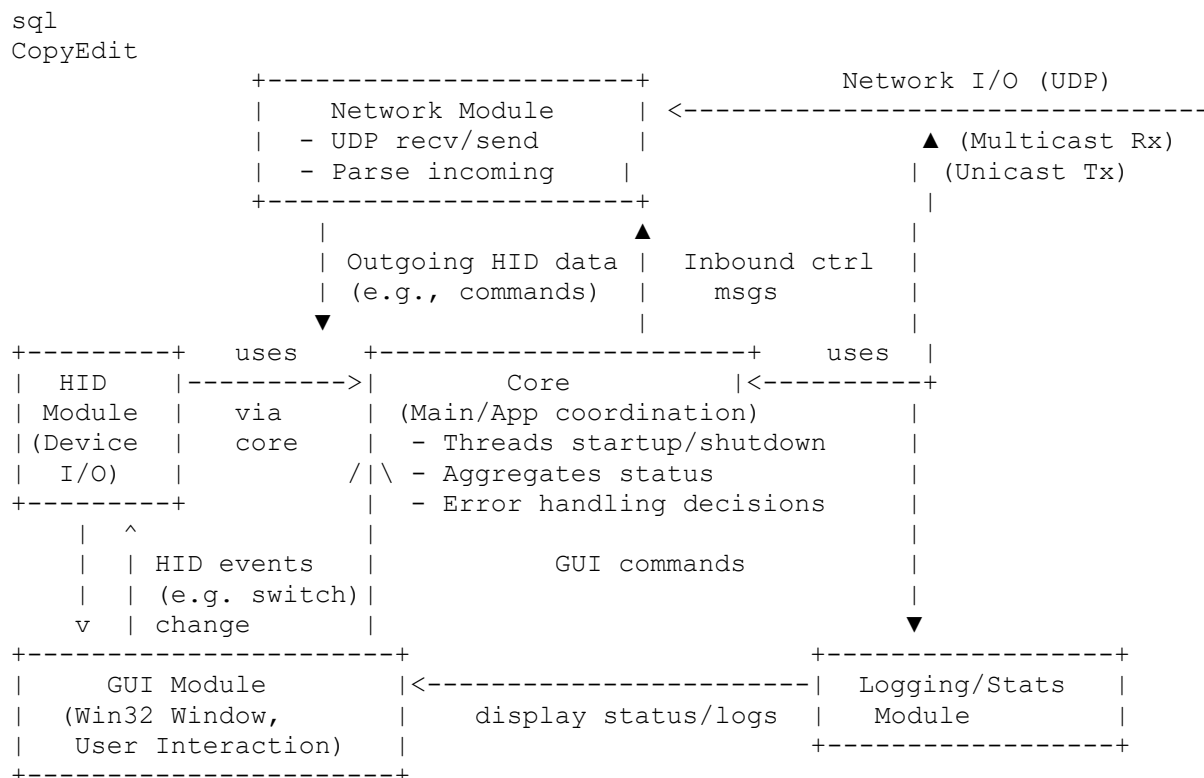 sql
CopyEdit
+-----------------------+ Network I/O (UDP)
| Network Module | <--------------------------------
| - UDP recv/send | ▲ (Multicast Rx)
| - Parse incoming | | (Unicast Tx)
+-----------------------+ |
| ▲ |
| Outgoing HID data | Inbound ctrl |
| (e.g., commands) | msgs |
▼ | |
+---------+ uses +----------------------+ uses |
| HID |---------->| Core |<----------+
| Module | via | (Main/App coordination) |
|(Device | core | - Threads startup/shutdown |
| I/O) | /|\ - Aggregates status |
+---------+ | - Error handling decisions |
| ^ | |
| | HID events | GUI commands |
| | (e.g. switch)| |
v | change | ▼
+----------------------+ +------------------+
| GUI Module |<-----------------------| Logging/Stats |
| (Win32 Window, | display status/logs | Module |
| User Interaction) | +------------------+
+----------------------+